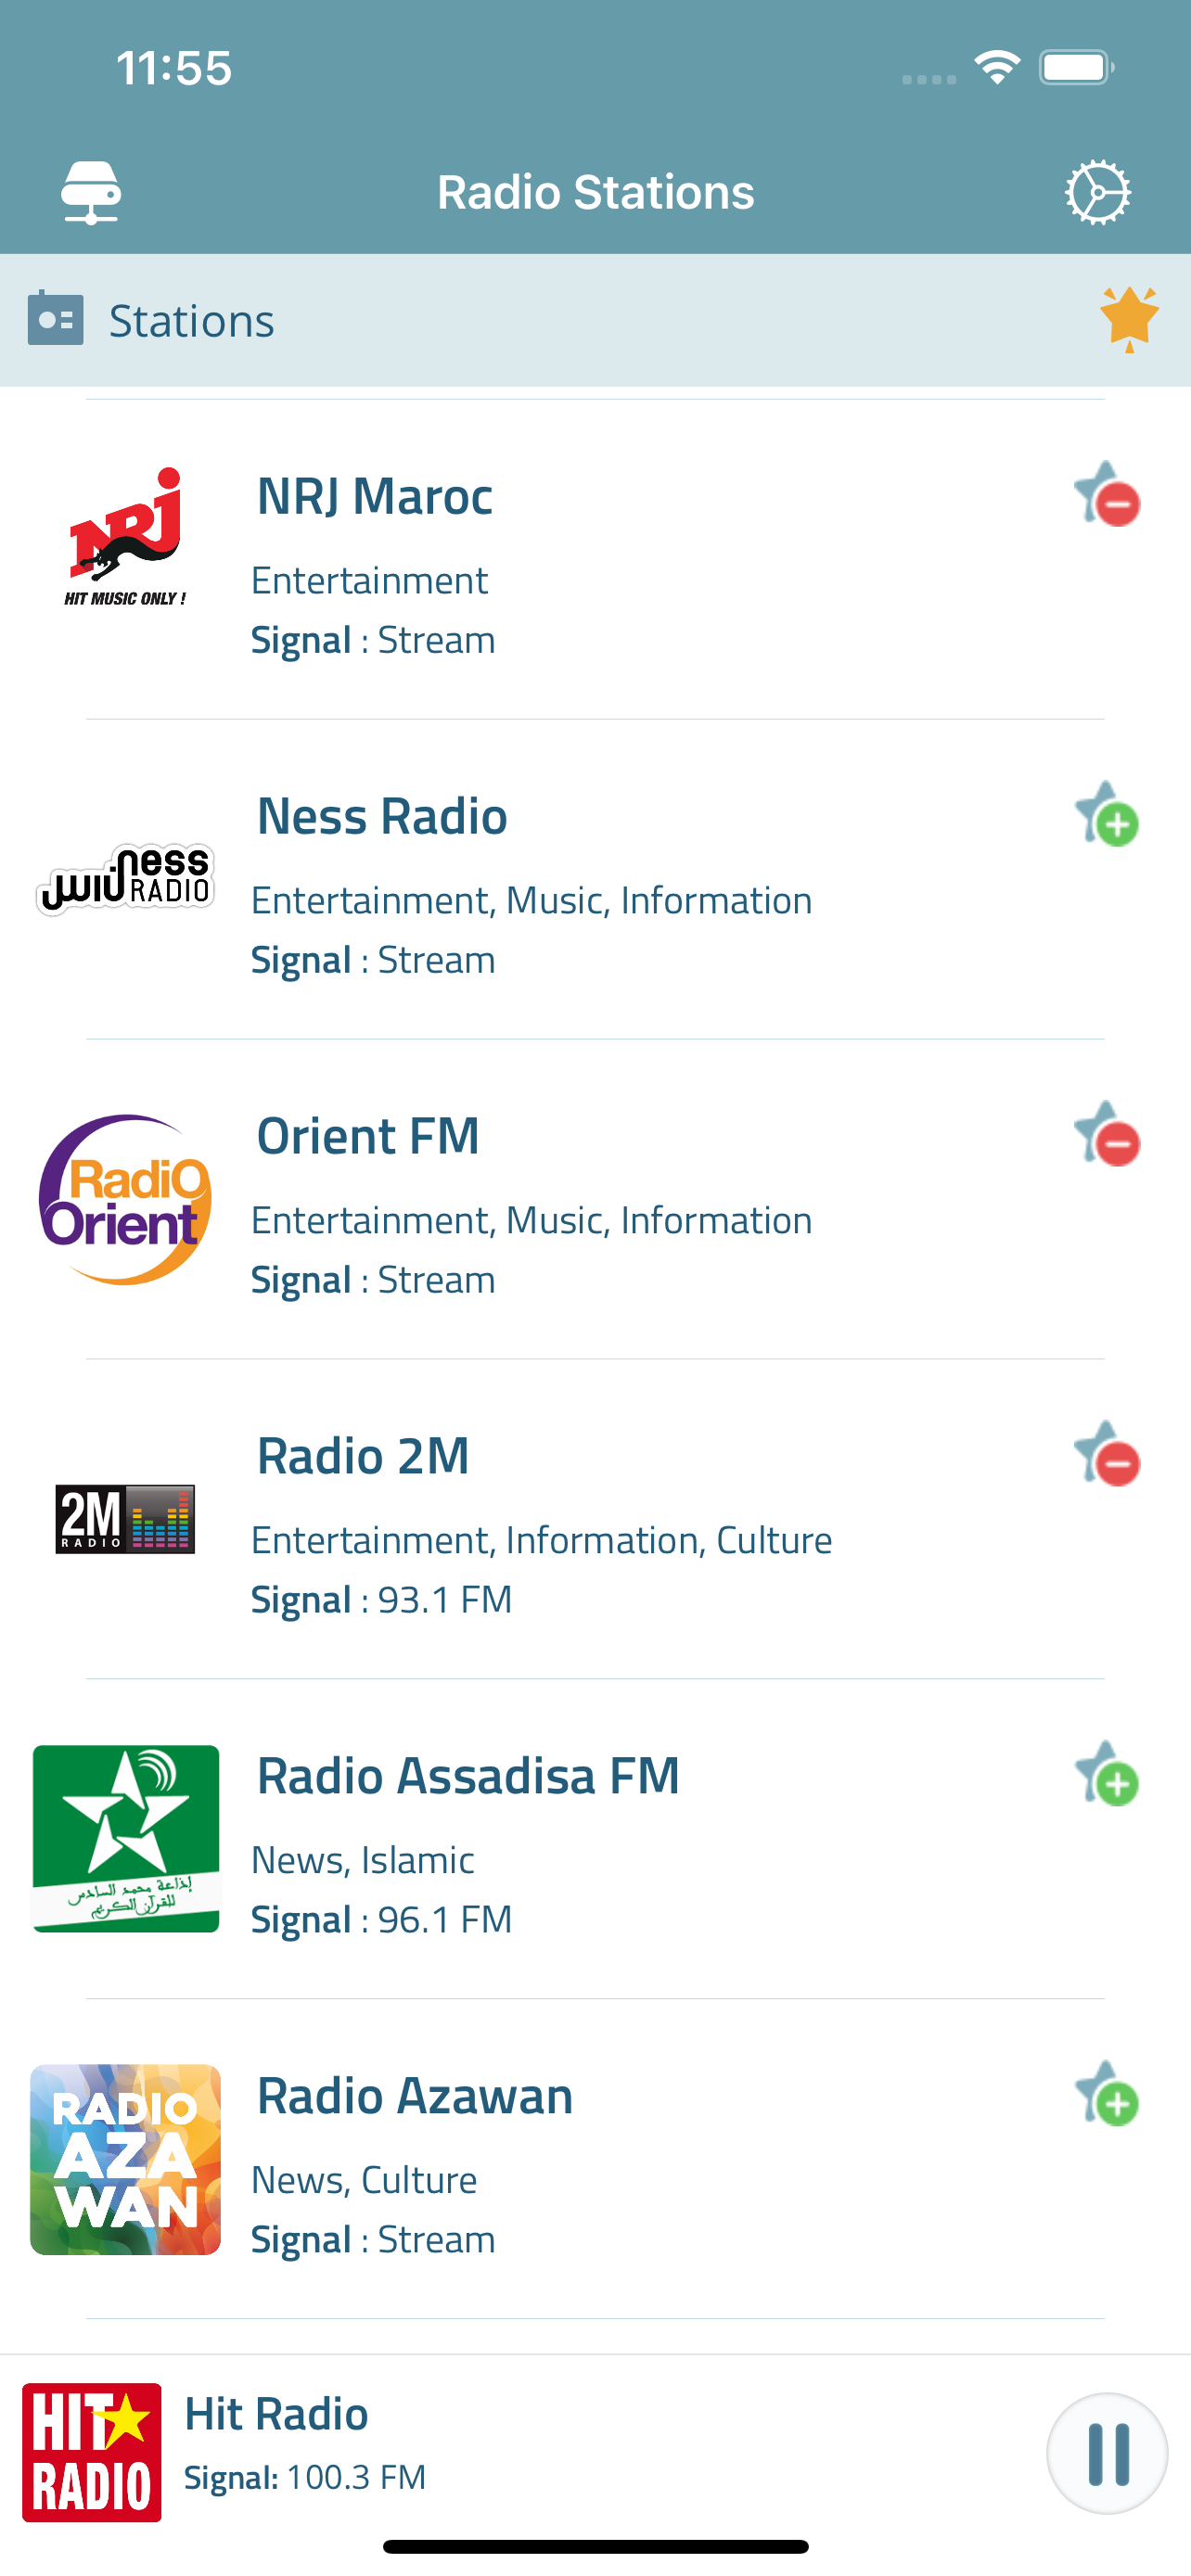 11:55
Radio Stations
Stations
NRJ Maroc
NRJ
HIT MUSIC ONLY !
Entertainment
Signal : Stream
Ness Radio
ness
نيس RADIO
Entertainment, Music, Information
Signal : Stream
Orient FM
Radio
Orient
Entertainment, Music, Information
Signal : Stream
Radio 2M
2M
RADIO
Entertainment, Information, Culture
Signal : 93.1 FM
Radio Assadisa FM
News, Islamic
إذاعة محمد السادس
للقرآن الكريم
Signal : 96.1 FM
Radio Azawan
RADIO
AZA
WAN
News, Culture
Signal : Stream
HIT
RADIO
Hit Radio
Signal: 100.3 FM